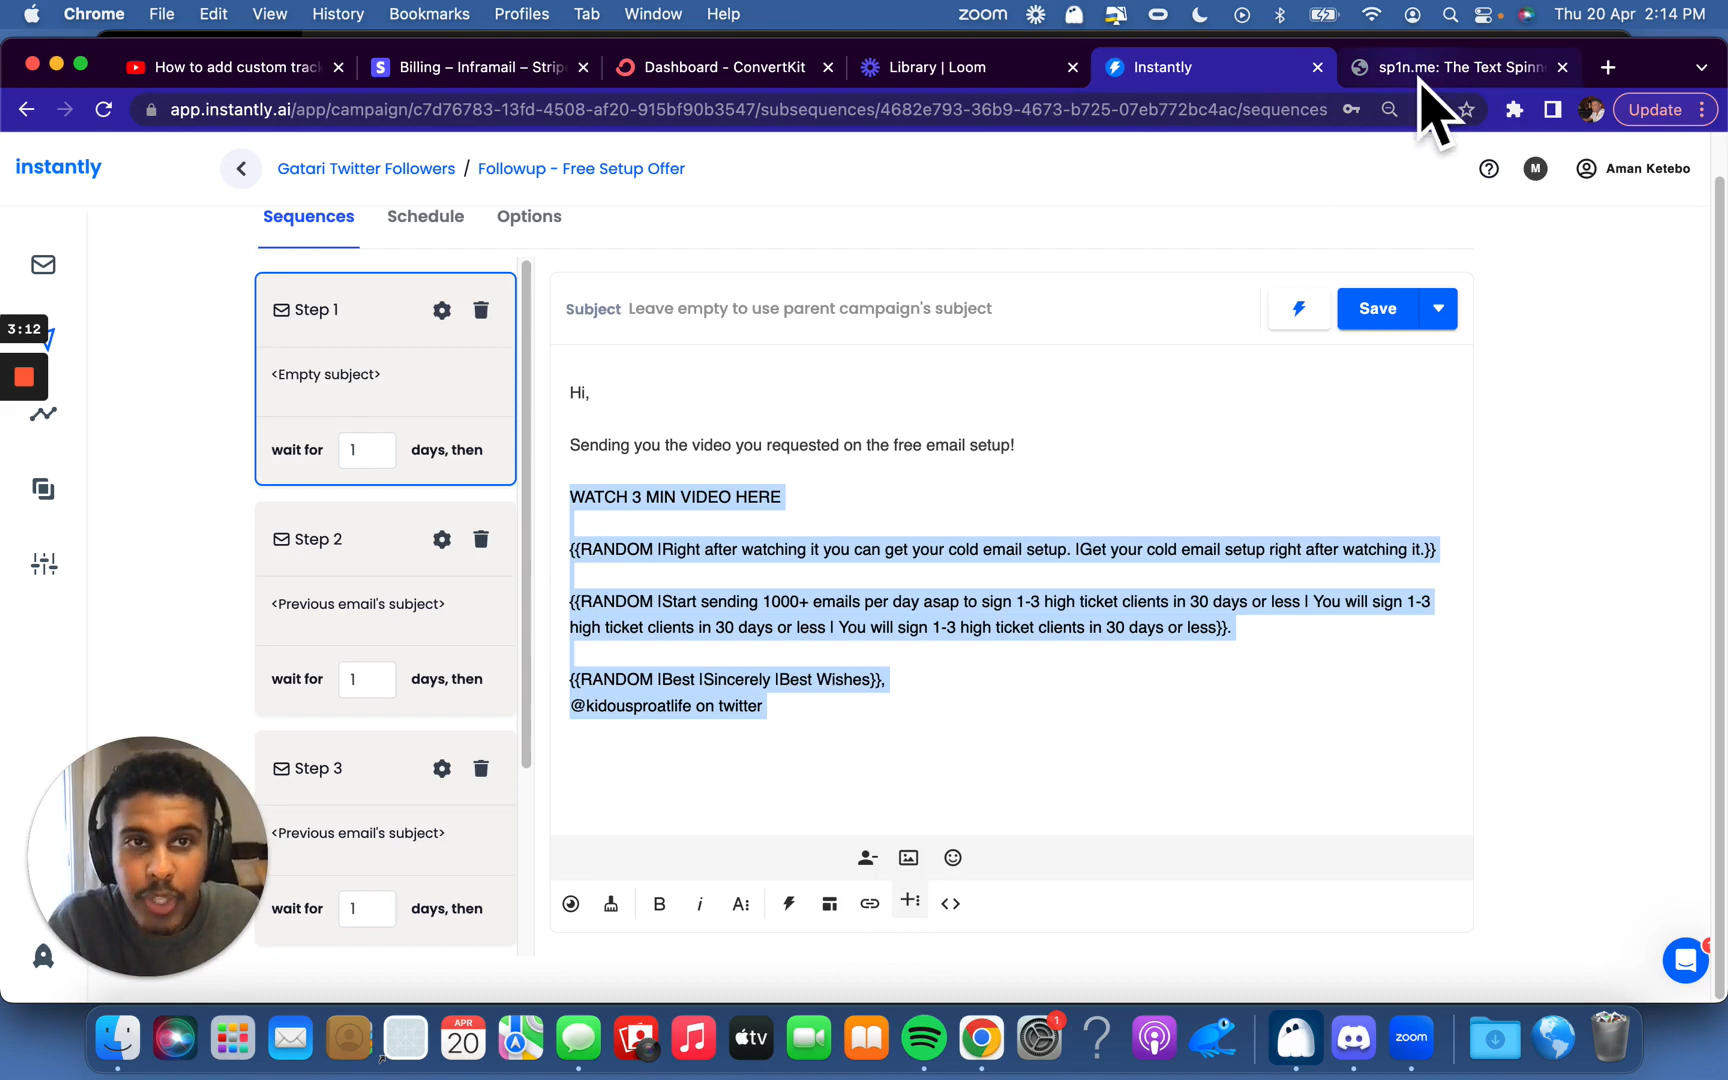 Chrome File Edit View History Bookmarks Profiles Tab Window Help zoom Thu 20 Apr 2:14 PM
How to add custom track
Billing – Inframail – Stripe
Dashboard - ConvertKit
Library | Loom
Instantly
sp1n.me: The Text Spinne
app.instantly.ai/app/campaign/c7d76783-13fd-4508-af20-915bf90b3547/subsequences/4682e793-36b9-4673-b725-07eb772bc4ac/sequences
Update
instantly
Gatari Twitter Followers / Followup - Free Setup Offer
M
Aman Ketebo
Sequences Schedule Options
3:12
Step 1
<Empty subject>
wait for 1 days, then
Step 2
<Previous email's subject>
wait for 1 days, then
Step 3
<Previous email's subject>
wait for 1 days, then
Subject Leave empty to use parent campaign's subject
Save
Hi,
Sending you the video you requested on the free email setup!
WATCH 3 MIN VIDEO HERE
{{RANDOM |Right after watching it you can get your cold email setup. |Get your cold email setup right after watching it.}}
{{RANDOM |Start sending 1000+ emails per day asap to sign 1-3 high ticket clients in 30 days or less | You will sign 1-3
high ticket clients in 30 days or less | You will sign 1-3 high ticket clients in 30 days or less}}.
{{RANDOM |Best |Sincerely |Best Wishes}},
@kidousproatlife on twitter
B i A
APR
20
tv
1
zoom